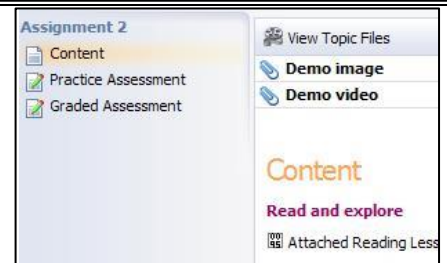 Assignment 2
Content
Practice Assessment
Graded Assessment
View Topic Files
Demo image
Demo video
Content
Read and explore
Attached Reading Less